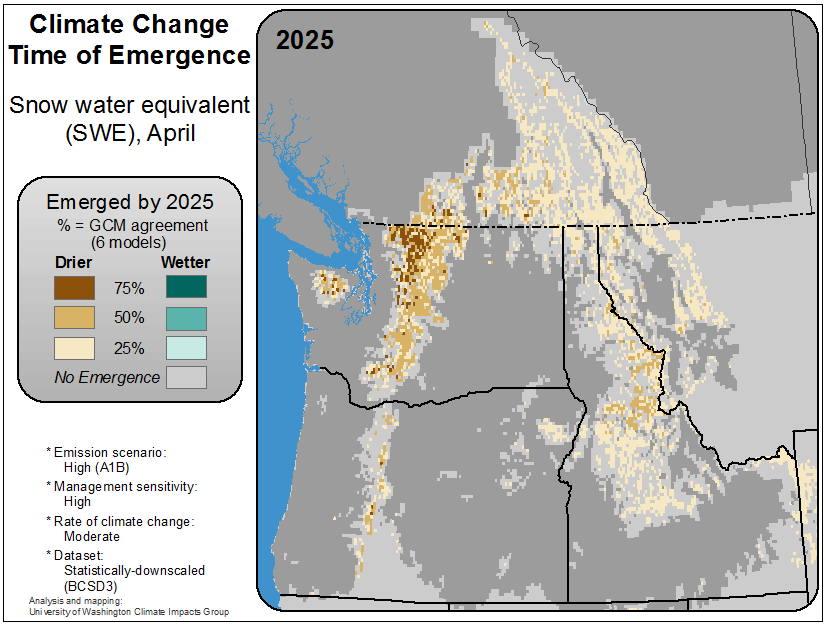 Climate Change
Time of Emergence
Snow water equivalent
(SWE), April
Emerged by 2025
% = GCM agreement
(6 models)
Drier Wetter
75%
50%
25%
No Emergence
* Emission scenario:
High (A1B)
* Management sensitivity:
High
* Rate of climate change:
Moderate
* Dataset:
Statistically-downscaled
(BCSD3)
Analysis and mapping:
University of Washington Climate Impacts Group
2025